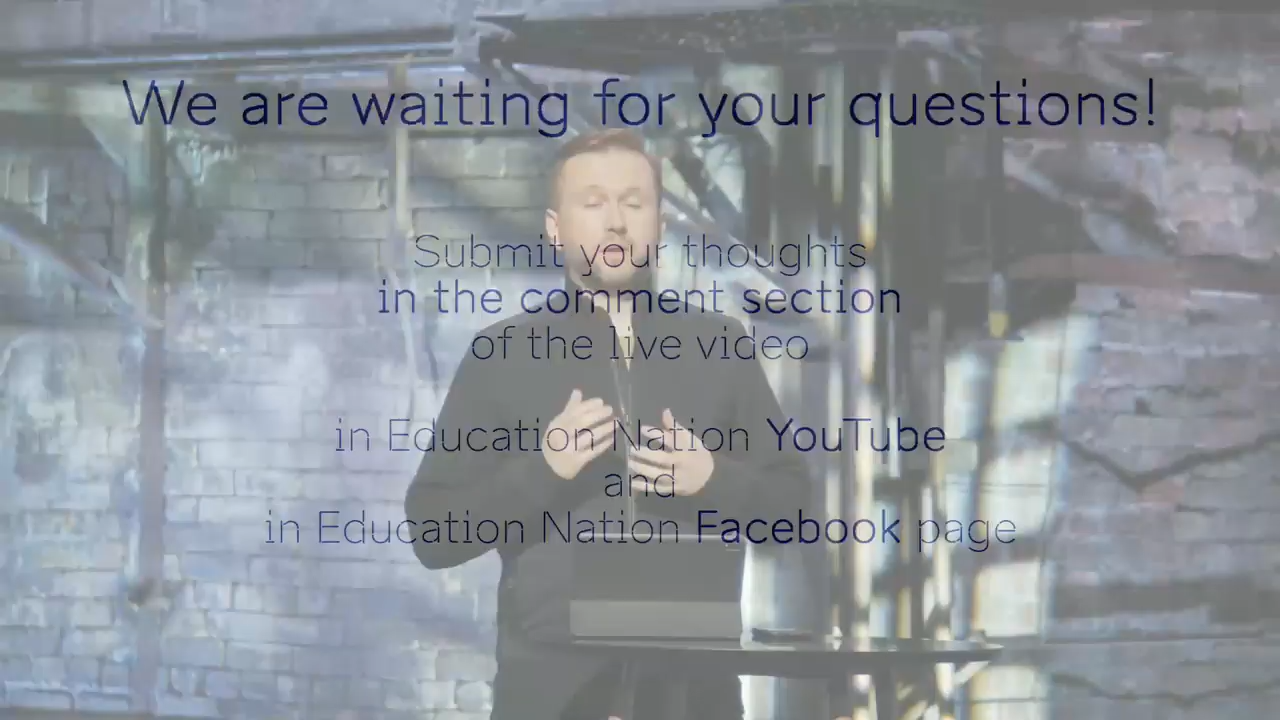 We are waiting for your questions!
Submit your thoughts
in the comment section
of the live video
in Education Nation YouTube
and
in Education Nation Facebook page